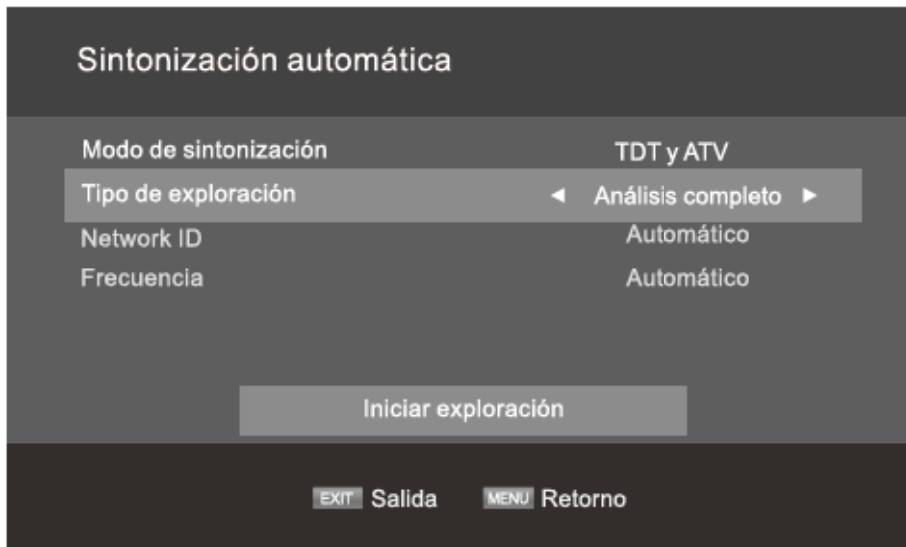 Sintonización automática
Modo de sintonización TDT y ATV
Tipo de exploración ◄ Análisis completo ►
Network ID Automático
Frecuencia Automático
Iniciar exploración
EXIT Salida MENU Retorno